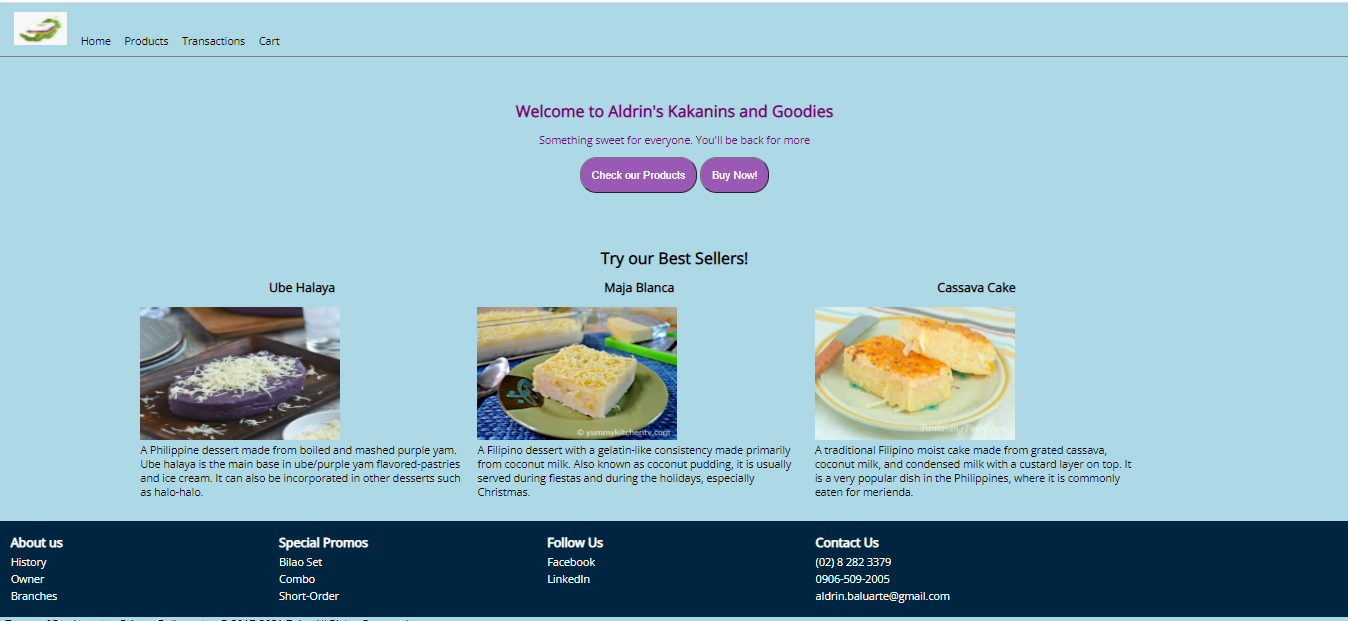 Home Products Transactions Cart
Welcome to Aldrin's Kakanins and Goodies
Something sweet for everyone. You'll be back for more
Check our Products Buy Now!
Try our Best Sellers!
Ube Halaya
A Philippine dessert made from boiled and mashed purple yam.
Ube halaya is the main base in ube/purple yam flavored-pastries
and ice cream. It can also be incorporated in other desserts such
as halo-halo.
Maja Blanca
© yummykitchentv.com
A Filipino dessert with a gelatin-like consistency made primarily
from coconut milk. Also known as coconut pudding, it is usually
served during fiestas and during the holidays, especially
Christmas.
Cassava Cake
A traditional Filipino moist cake made from grated cassava,
coconut milk, and condensed milk with a custard layer on top. It
is a very popular dish in the Philippines, where it is commonly
eaten for merienda.
About us
History
Owner
Branches
Special Promos
Bilao Set
Combo
Short-Order
Follow Us
Facebook
LinkedIn
Contact Us
(02) 8 282 3379
0906-509-2005
aldrin.baluarte@gmail.com